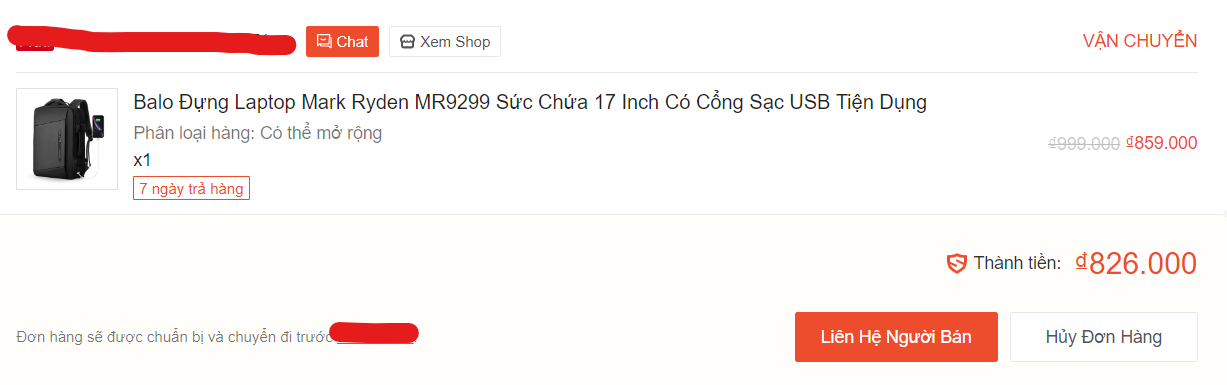 Chat
Xem Shop
VẬN CHUYỂN
Balo Đựng Laptop Mark Ryden MR9299 Sức Chứa 17 Inch Có Cổng Sạc USB Tiện Dụng
Phân loại hàng: Có thể mở rộng
x1
₫999.000 ₫859.000
7 ngày trả hàng
Thành tiền: ₫826.000
Đơn hàng sẽ được chuẩn bị và chuyển đi trước
Liên Hệ Người Bán
Hủy Đơn Hàng